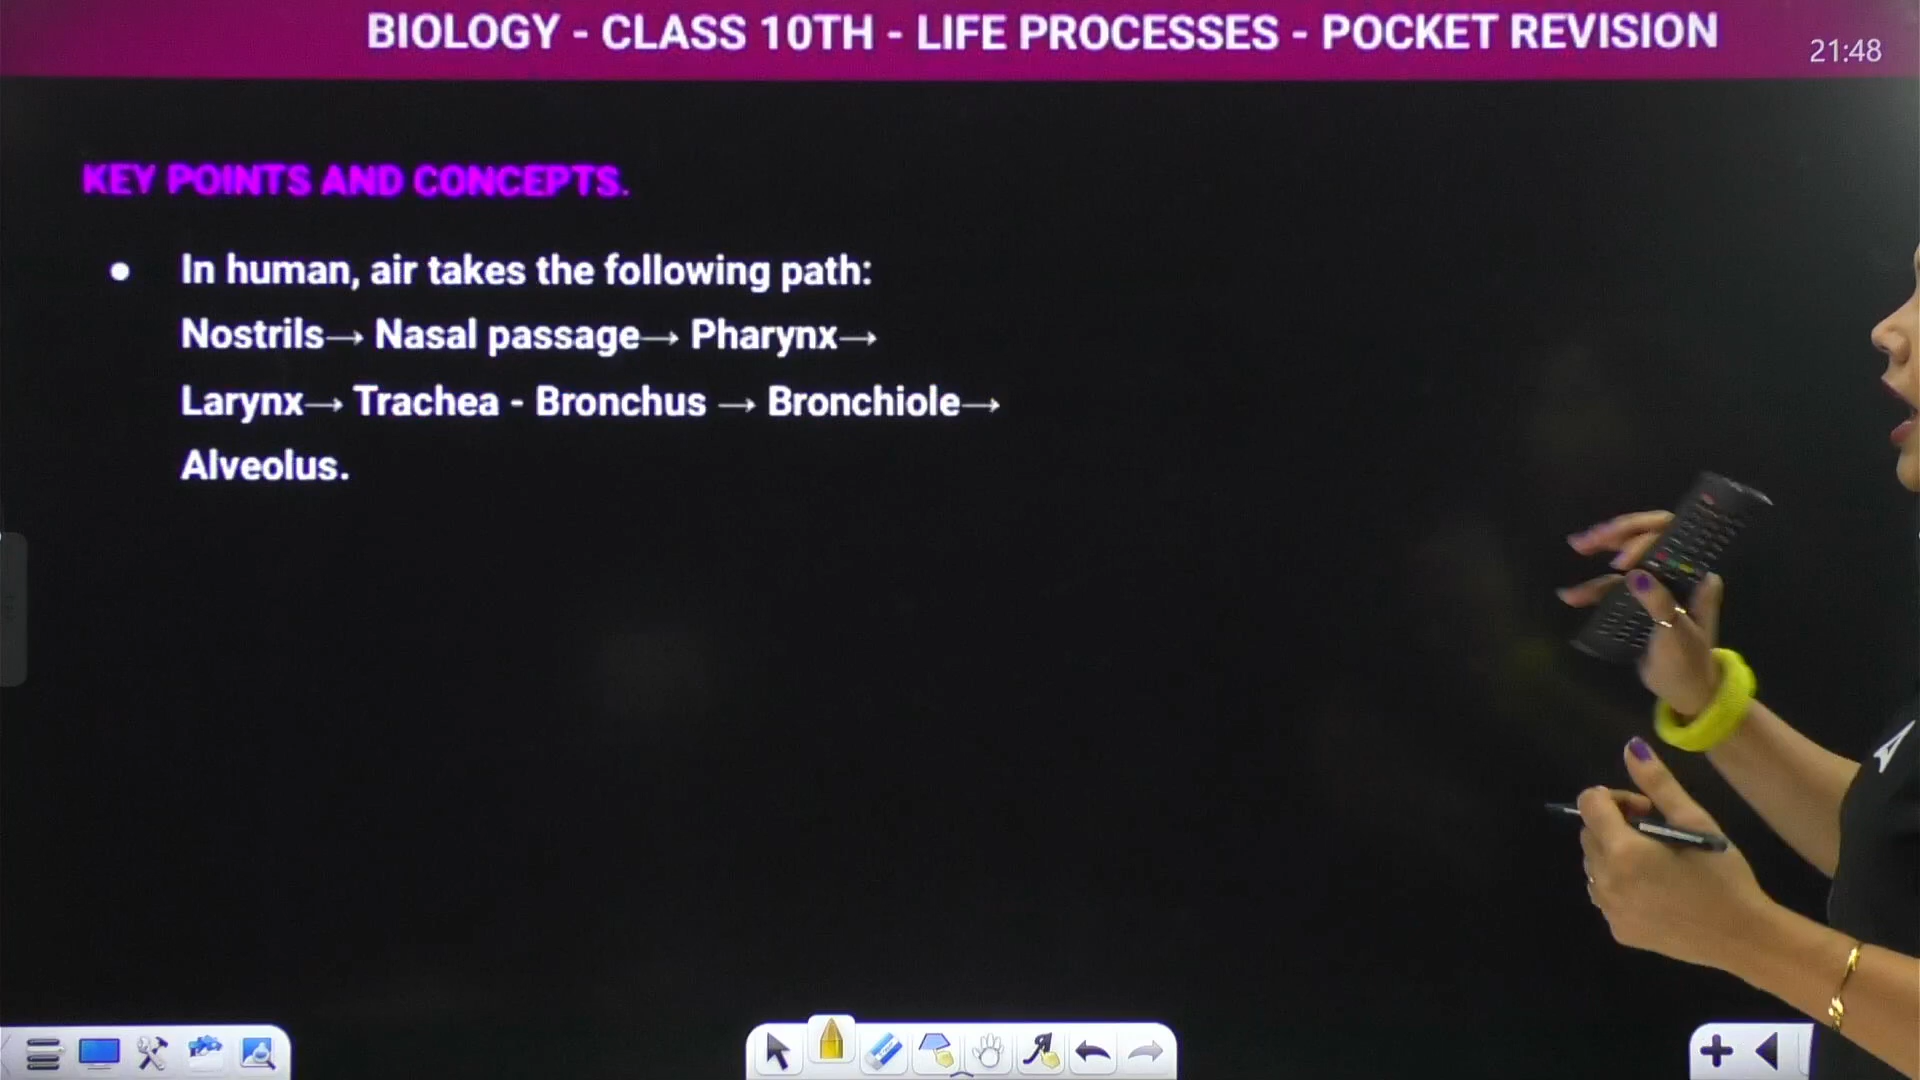 BIOLOGY - CLASS 10TH - LIFE PROCESSES - POCKET REVISION
21:48
KEY POINTS AND CONCEPTS.
● In human, air takes the following path:
Nostrils→ Nasal passage→ Pharynx→
Larynx→ Trachea - Bronchus → Bronchiole→
Alveolus.